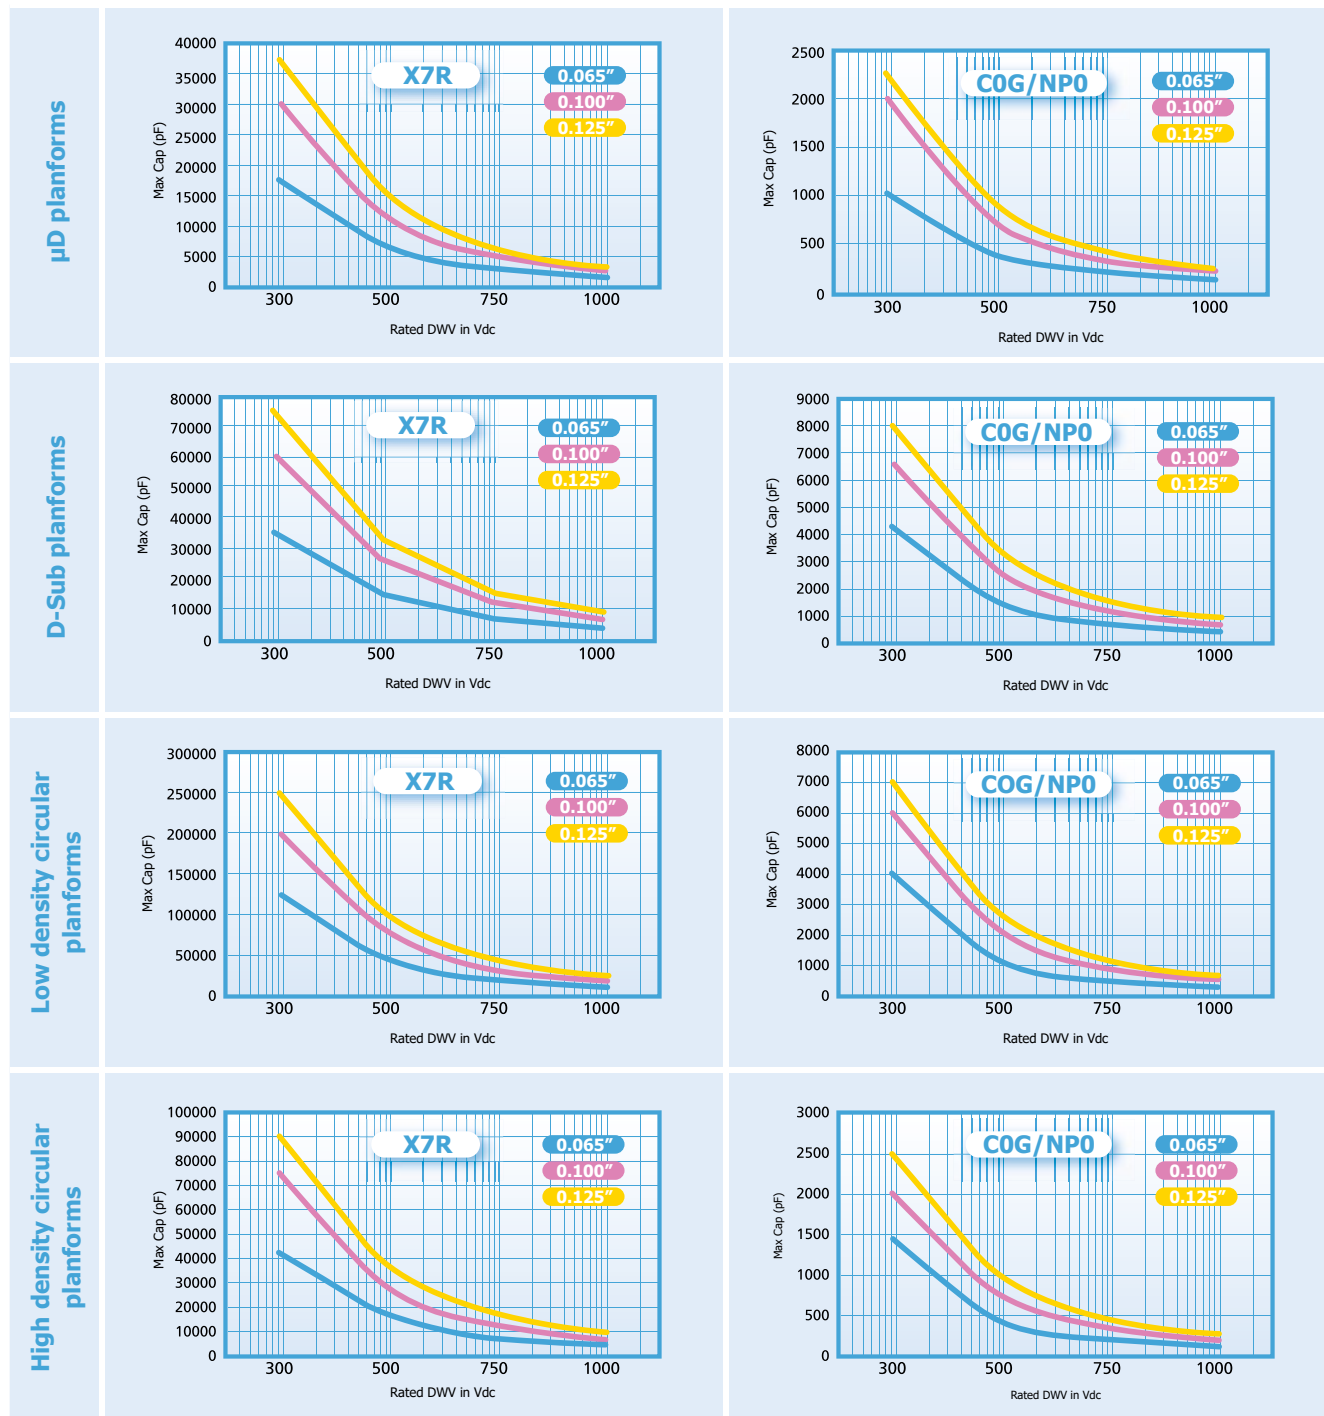 μD planforms
40000
35000
30000
25000
20000
15000
10000
5000
0
Max Cap (pF)
X7R
0.065″
0.100″
0.125″
300 500 750 1000
Rated DWV in Vdc
2500
2000
1500
1000
500
0
Max Cap (pF)
C0G/NP0
0.065″
0.100″
0.125″
300 500 750 1000
Rated DWV in Vdc
D-Sub planforms
80000
70000
60000
50000
40000
30000
20000
10000
0
Max Cap (pF)
X7R
0.065″
0.100″
0.125″
300 500 750 1000
Rated DWV in Vdc
9000
8000
7000
6000
5000
4000
3000
2000
1000
0
Max Cap (pF)
C0G/NP0
0.065″
0.100″
0.125″
300 500 750 1000
Rated DWV in Vdc
Low density circular
planforms
300000
250000
200000
150000
100000
50000
0
Max Cap (pF)
X7R
0.065″
0.100″
0.125″
300 500 750 1000
Rated DWV in Vdc
8000
7000
6000
5000
4000
3000
2000
1000
0
Max Cap (pF)
COG/NP0
0.065″
0.100″
0.125″
300 500 750 1000
Rated DWV in Vdc
High density circular
planforms
100000
90000
80000
70000
60000
50000
40000
30000
20000
10000
0
Max Cap (pF)
X7R
0.065″
0.100″
0.125″
300 500 750 1000
Rated DWV in Vdc
3000
2500
2000
1500
1000
500
0
Max Cap (pF)
C0G/NP0
0.065″
0.100″
0.125″
300 500 750 1000
Rated DWV in Vdc